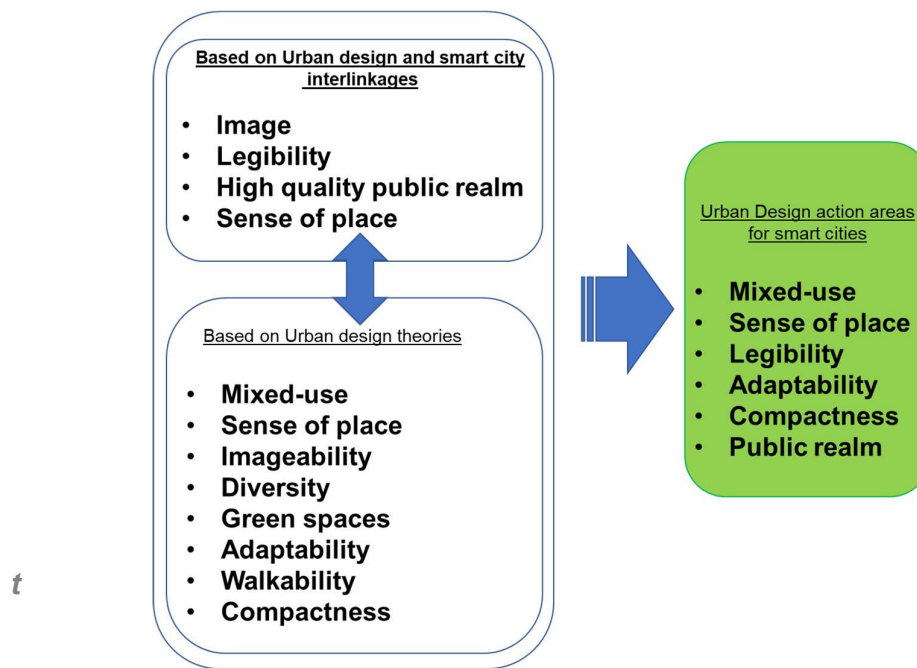 Based on Urban design and smart city
interlinkages
• Image
• Legibility
• High quality public realm
• Sense of place
Based on Urban design theories
• Mixed-use
• Sense of place
• Imageability
• Diversity
• Green spaces
• Adaptability
• Walkability
• Compactness
Urban Design action areas
for smart cities
• Mixed-use
• Sense of place
• Legibility
• Adaptability
• Compactness
• Public realm
t